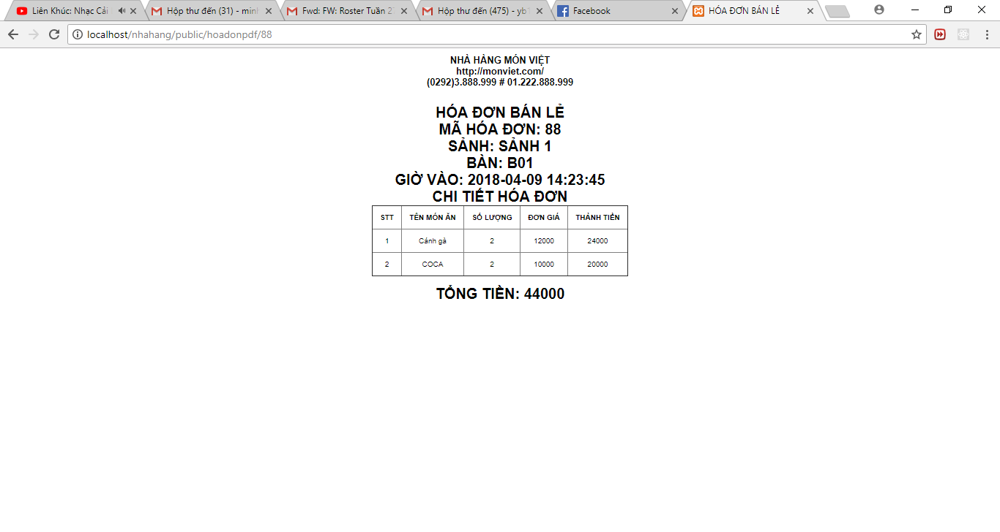 Liên Khúc: Nhạc Cải
Hộp thư đến (31) - minh
Fwd: FW: Roster Tuần
Hộp thư đến (475) - yb1
Facebook
HÓA ĐƠN BÁN LẺ
localhost/nhahang/public/hoadonpdf/88
NHÀ HÀNG MÓN VIỆT
http://monviet.com/
(0292)3.888.999 # 01.222.888.999
HÓA ĐƠN BÁN LẺ
MÃ HÓA ĐƠN: 88
SẢNH: SẢNH 1
BÀN: B01
GIỜ VÀO: 2018-04-09 14:23:45
CHI TIẾT HÓA ĐƠN
STT TÊN MÓN ĂN SỐ LƯỢNG ĐƠN GIÁ THÀNH TIỀN
1 Cánh gà 2 12000 24000
2 COCA 2 10000 20000
TỔNG TIỀN: 44000